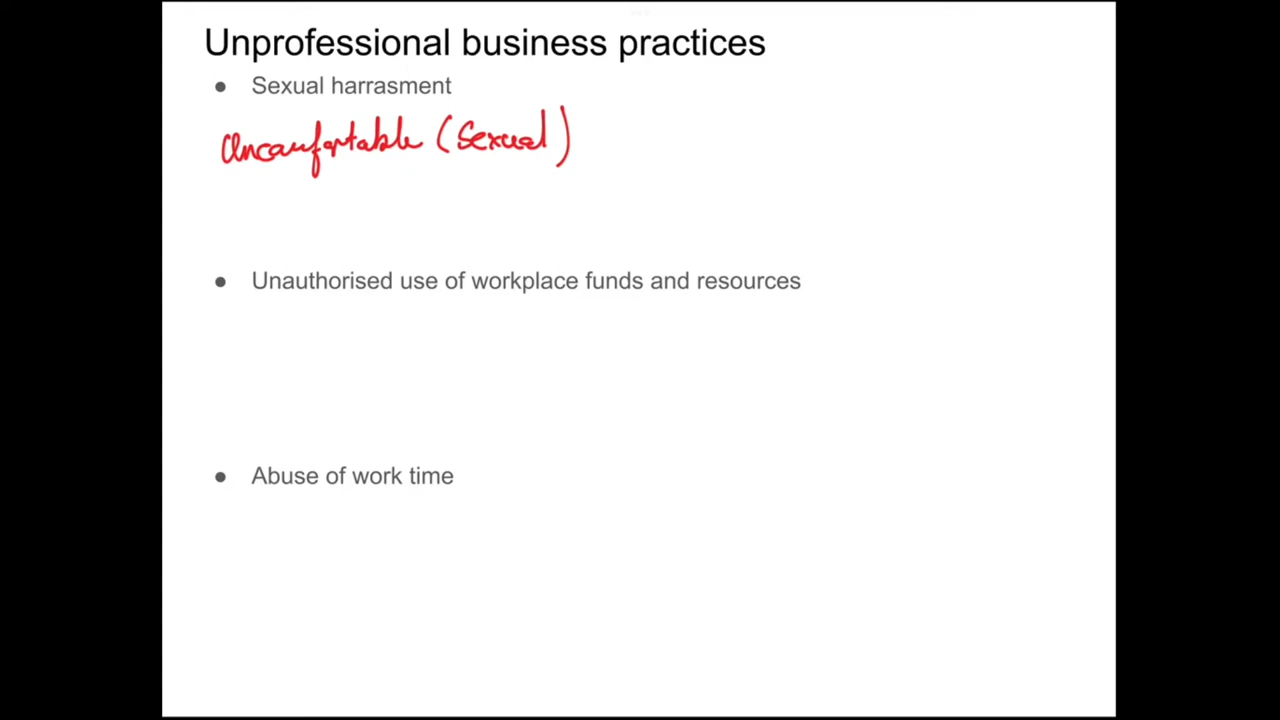 Unprofessional business practices
● Sexual harrasment
Uncomfortable (Sexual)
● Unauthorised use of workplace funds and resources
● Abuse of work time